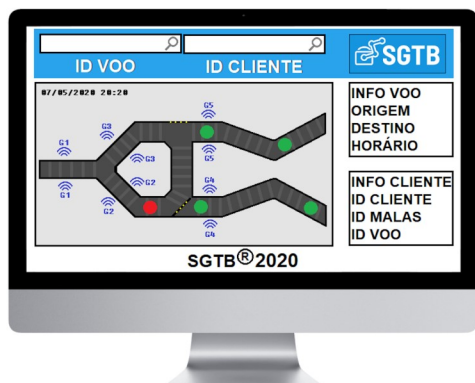 ID VOO
ID CLIENTE
SGTB
07/05/2020 20:20
G1
G1
G3
G3
G2
G2
G5
G5
G4
G4
INFO VOO
ORIGEM
DESTINO
HORÁRIO
INFO CLIENTE
ID CLIENTE
ID MALAS
ID VOO
SGTB®2020